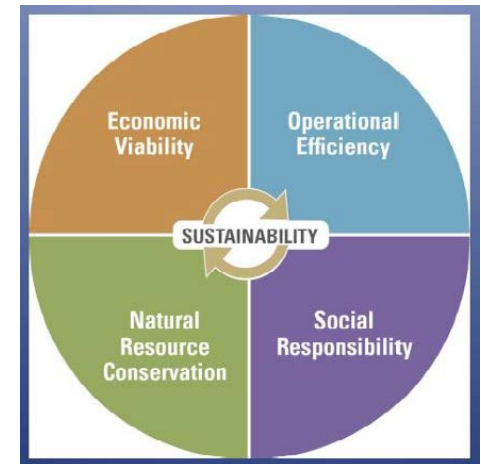 Economic
Viability
Operational
Efficiency
SUSTAINABILITY
Natural
Resource
Conservation
Social
Responsibility